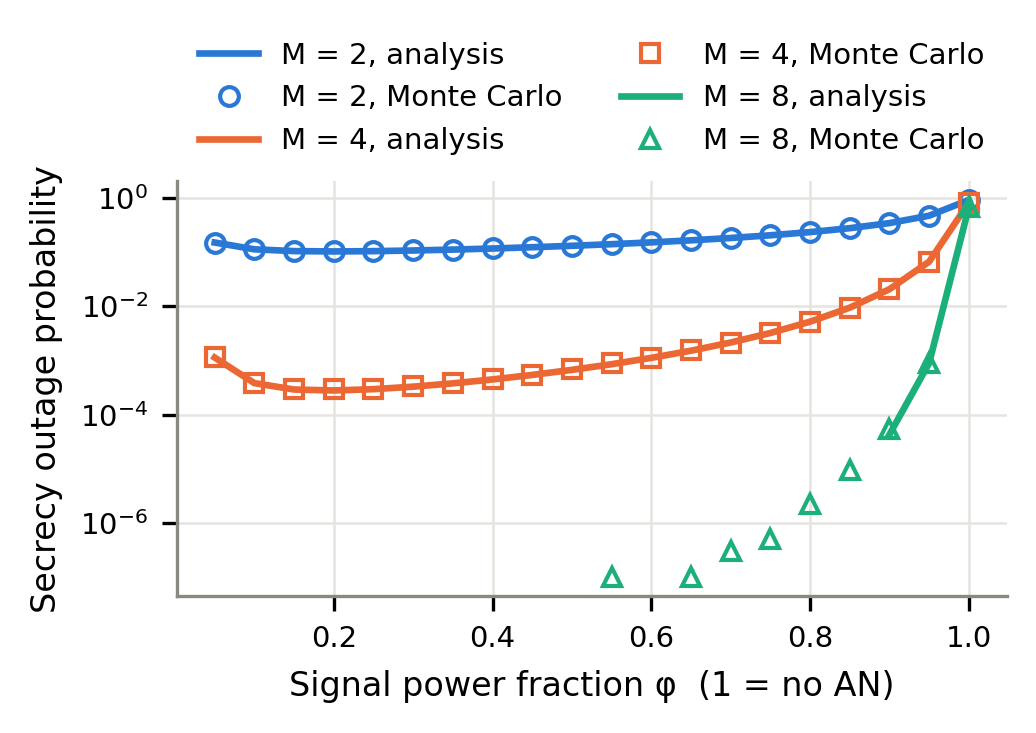 M = 2, analysis
M = 2, Monte Carlo
M = 4, analysis
M = 4, Monte Carlo
M = 8, analysis
M = 8, Monte Carlo
Secrecy outage probability
10⁰
10⁻²
10⁻⁴
10⁻⁶
0.2 0.4 0.6 0.8 1.0
Signal power fraction φ (1 = no AN)